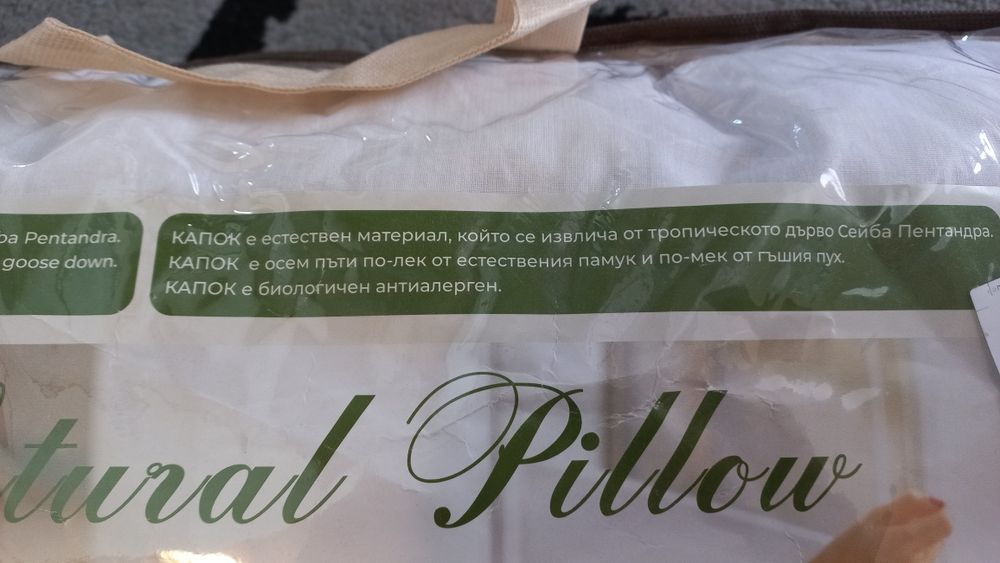 Pentandra.
goose down.
КАПОК е естествен материал, който се извлича от тропическото дърво Сейба Пентандра.
КАПОК е осем пъти по-лек от естествения памук и по-мек от гъшия пух.
КАПОК е биологичен антиалерген.
tural Pillow